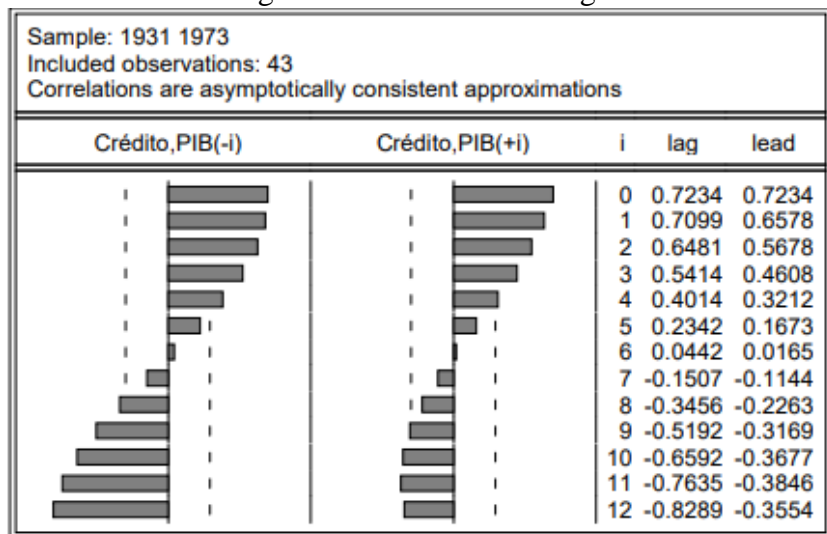 Sample: 1931 1973
Included observations: 43
Correlations are asymptotically consistent approximations
Crédito,PIB(-i) Crédito,PIB(+i) i lag lead
0 0.7234 0.7234
1 0.7099 0.6578
2 0.6481 0.5678
3 0.5414 0.4608
4 0.4014 0.3212
5 0.2342 0.1673
6 0.0442 0.0165
7 -0.1507 -0.1144
8 -0.3456 -0.2263
9 -0.5192 -0.3169
10 -0.6592 -0.3677
11 -0.7635 -0.3846
12 -0.8289 -0.3554